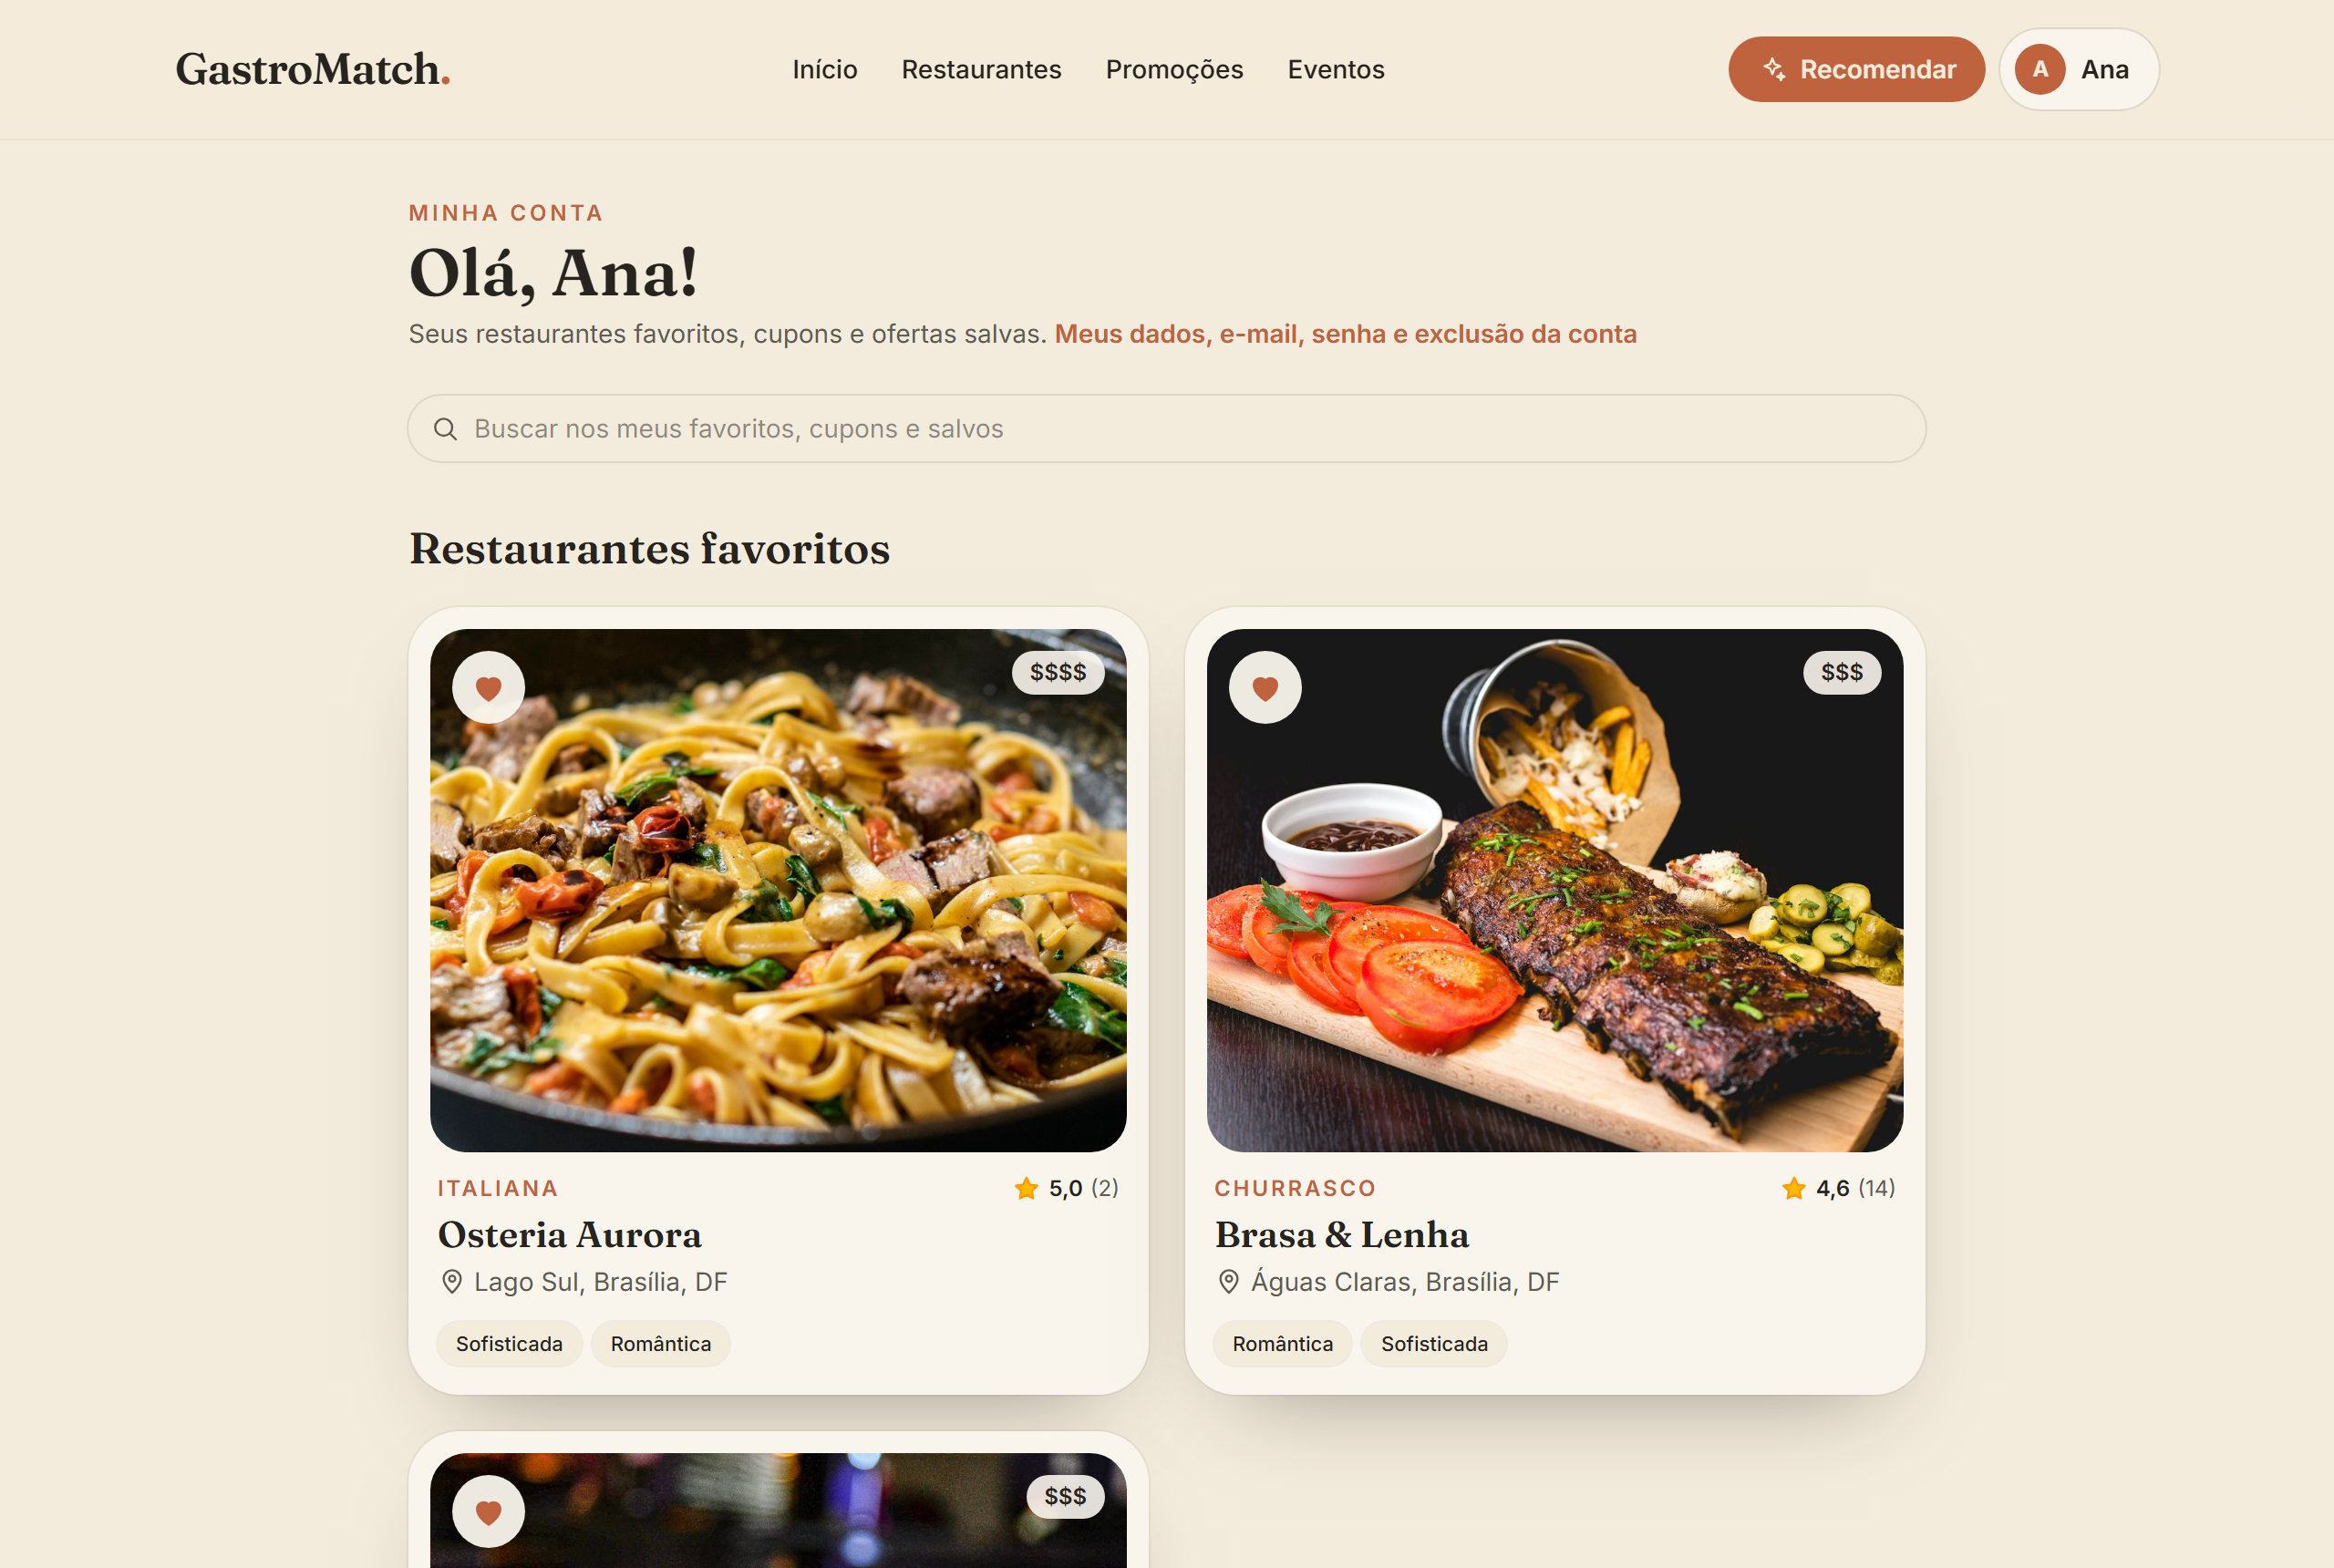 GastroMatch.
Início
Restaurantes
Promoções
Eventos
Recomendar
A
Ana
MINHA CONTA
Olá, Ana!
Seus restaurantes favoritos, cupons e ofertas salvas. Meus dados, e-mail, senha e exclusão da conta
Buscar nos meus favoritos, cupons e salvos
Restaurantes favoritos
$$$$
ITALIANA
5,0 (2)
Osteria Aurora
Lago Sul, Brasília, DF
Sofisticada
Romântica
$$$
CHURRASCO
4,6 (14)
Brasa & Lenha
Águas Claras, Brasília, DF
Romântica
Sofisticada
$$$